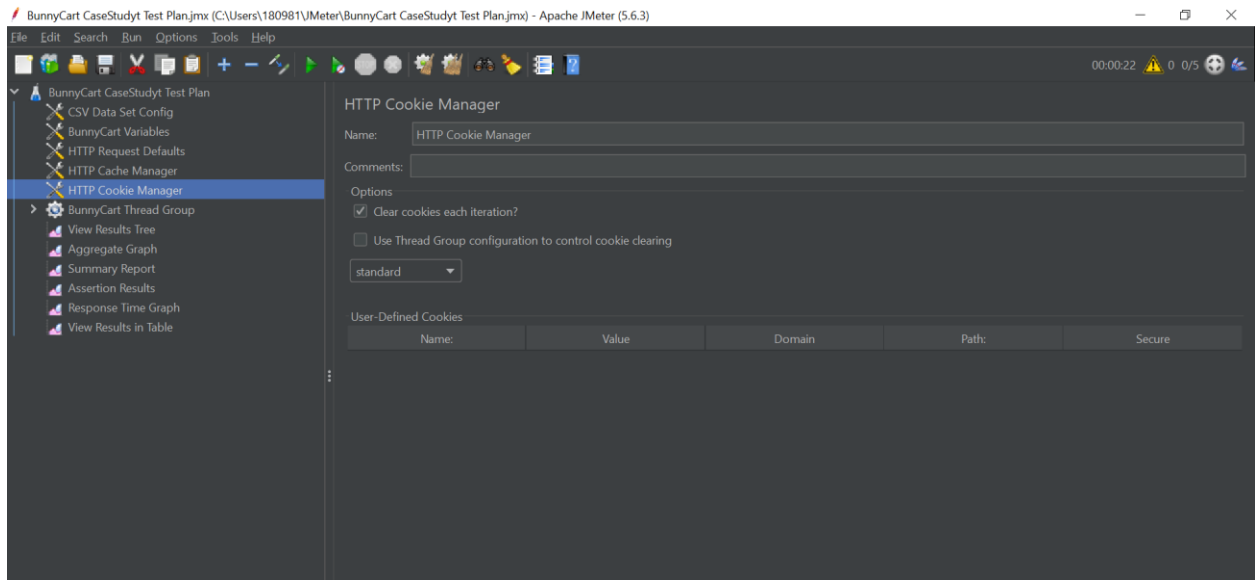 BunnyCart CaseStudyt Test Plan.jmx (C:\Users\180981\JMeter\BunnyCart CaseStudyt Test Plan.jmx) - Apache JMeter (5.6.3)
File Edit Search Run Options Tools Help
00:00:22 0 0/5
BunnyCart CaseStudyt Test Plan
CSV Data Set Config
BunnyCart Variables
HTTP Request Defaults
HTTP Cache Manager
HTTP Cookie Manager
BunnyCart Thread Group
View Results Tree
Aggregate Graph
Summary Report
Assertion Results
Response Time Graph
View Results in Table
HTTP Cookie Manager
Name: HTTP Cookie Manager
Comments:
Options
Clear cookies each iteration?
Use Thread Group configuration to control cookie clearing
standard
User-Defined Cookies
Name: Value Domain Path: Secure